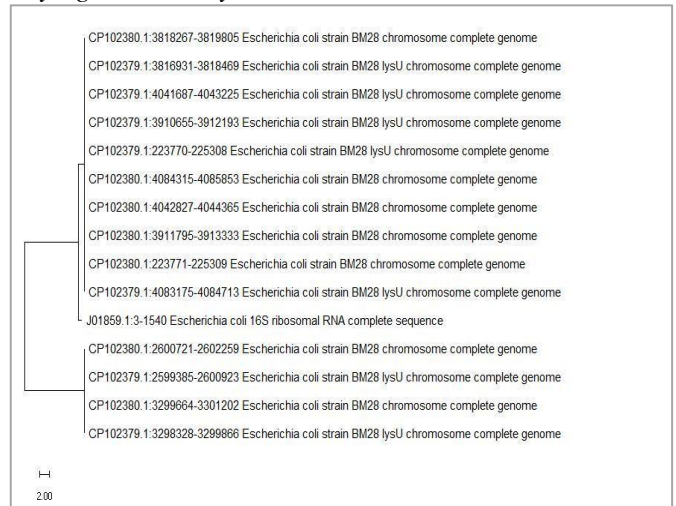 CP102380.1:3818267-3819805 Escherichia coli strain BM28 chromosome complete genome
CP102379.1:3816931-3818469 Escherichia coli strain BM28 lysU chromosome complete genome
CP102379.1:4041687-4043225 Escherichia coli strain BM28 lysU chromosome complete genome
CP102379.1:3910655-3912193 Escherichia coli strain BM28 lysU chromosome complete genome
CP102379.1:223770-225308 Escherichia coli strain BM28 lysU chromosome complete genome
CP102380.1:4084315-4085853 Escherichia coli strain BM28 chromosome complete genome
CP102380.1:4042827-4044365 Escherichia coli strain BM28 chromosome complete genome
CP102380.1:3911795-3913333 Escherichia coli strain BM28 chromosome complete genome
CP102380.1:223771-225309 Escherichia coli strain BM28 chromosome complete genome
CP102379.1:4083175-4084713 Escherichia coli strain BM28 lysU chromosome complete genome
J01859.1:3-1540 Escherichia coli 16S ribosomal RNA complete sequence
CP102380.1:2600721-2602259 Escherichia coli strain BM28 chromosome complete genome
CP102379.1:2599385-2600923 Escherichia coli strain BM28 lysU chromosome complete genome
CP102380.1:3299664-3301202 Escherichia coli strain BM28 chromosome complete genome
CP102379.1:3298328-3299866 Escherichia coli strain BM28 lysU chromosome complete genome
2.00